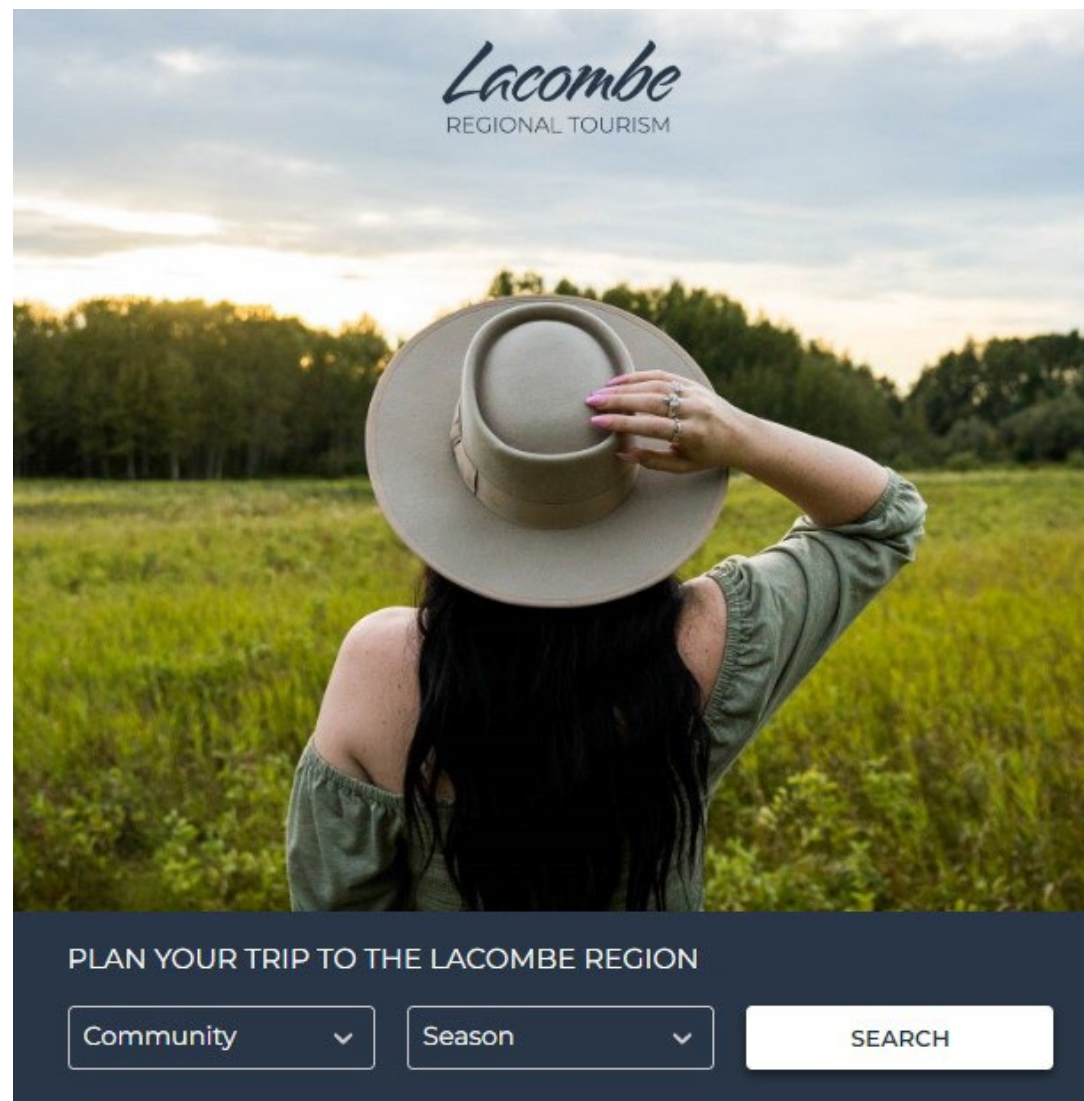 Lacombe
REGIONAL TOURISM
PLAN YOUR TRIP TO THE LACOMBE REGION
Community
Season
SEARCH